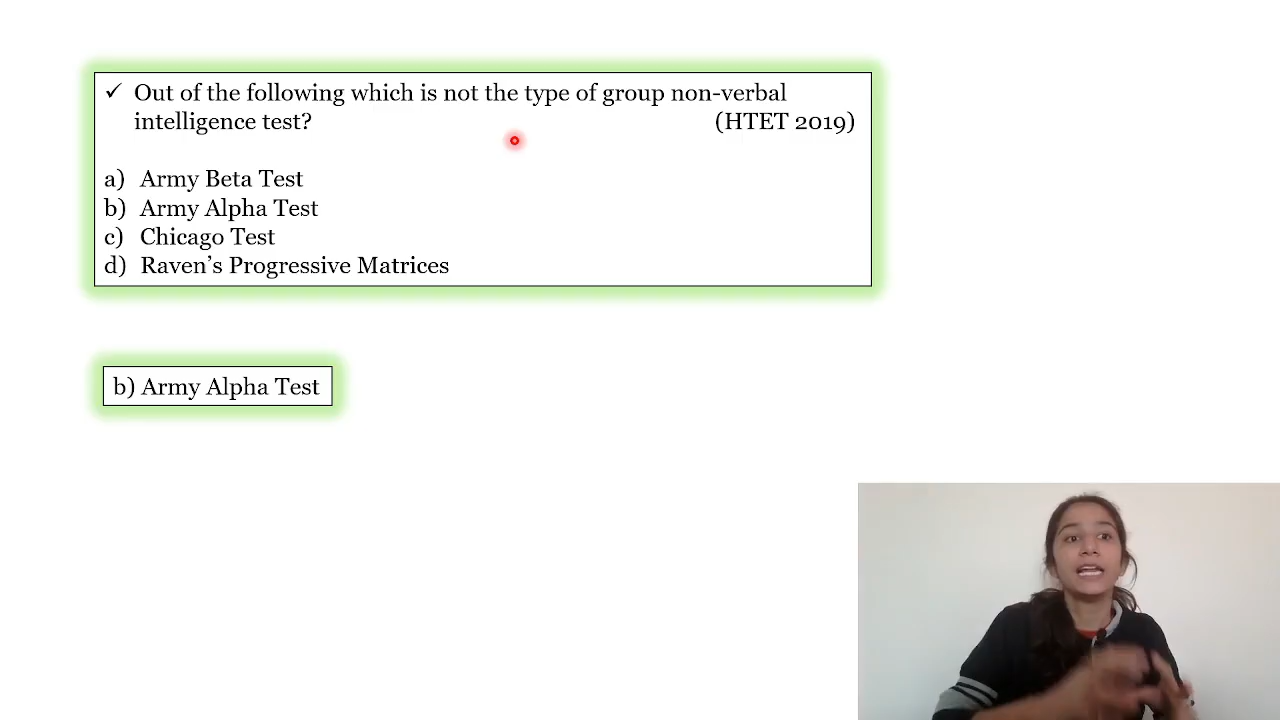 ✓ Out of the following which is not the type of group non-verbal
intelligence test? (HTET 2019)
a) Army Beta Test
b) Army Alpha Test
c) Chicago Test
d) Raven’s Progressive Matrices
b) Army Alpha Test